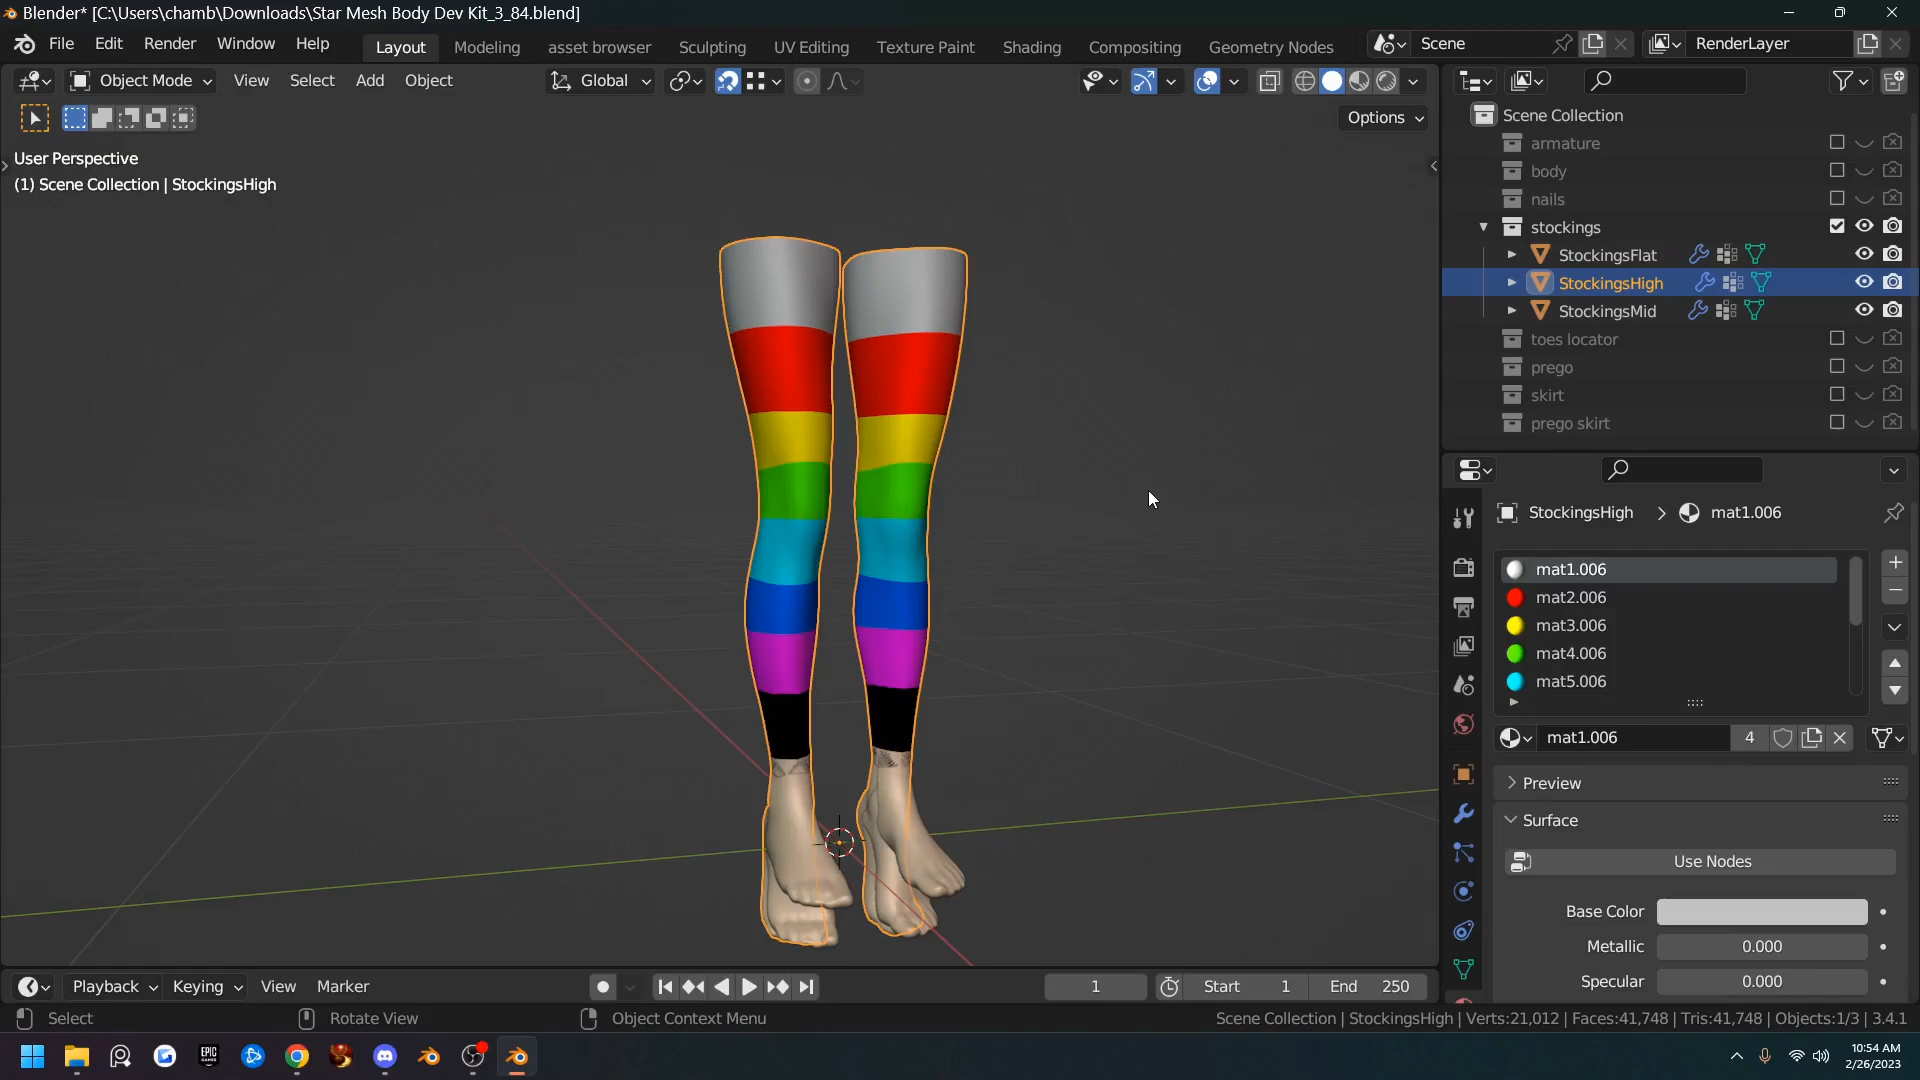 Blender* [C:\Users\chamb\Downloads\Star Mesh Body Dev Kit_3_84.blend]
File Edit Render Window Help Layout Modeling asset browser Sculpting UV Editing Texture Paint Shading Compositing Geometry Nodes Scene RenderLayer
Object Mode View Select Add Object Global
Options
User Perspective
(1) Scene Collection | StockingsHigh
Scene Collection
armature
body
nails
stockings
StockingsFlat
StockingsHigh
StockingsMid
toes locator
prego
skirt
prego skirt
StockingsHigh > mat1.006
mat1.006
mat2.006
mat3.006
mat4.006
mat5.006
mat1.006 4
Preview
Surface
Use Nodes
Base Color
Metallic 0.000
Specular 0.000
Playback Keying View Marker 1 Start 1 End 250
Select Rotate View Object Context Menu
Scene Collection | StockingsHigh | Verts:21,012 | Faces:41,748 | Tris:41,748 | Objects:1/3 | 3.4.1
EPIC
GAMES
10:54 AM
2/26/2023